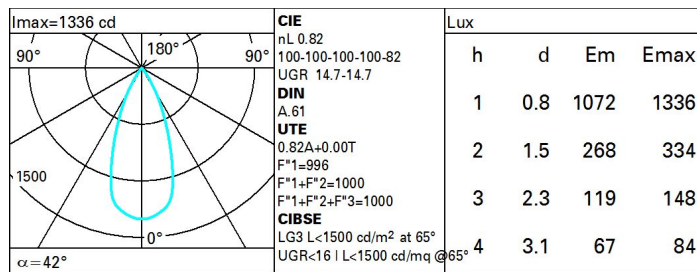 Imax=1336 cd
90° 180° 90°
1500
0°
α=42°
CIE
nL 0.82
100-100-100-100-82
UGR 14.7-14.7
DIN
A.61
UTE
0.82A+0.00T
F"1=996
F"1+F"2=1000
F"1+F"2+F"3=1000
CIBSE
LG3 L<1500 cd/m² at 65°
UGR<16 | L<1500 cd/mq @65°
Lux
h d Em Emax
1 0.8 1072 1336
2 1.5 268 334
3 2.3 119 148
4 3.1 67 84